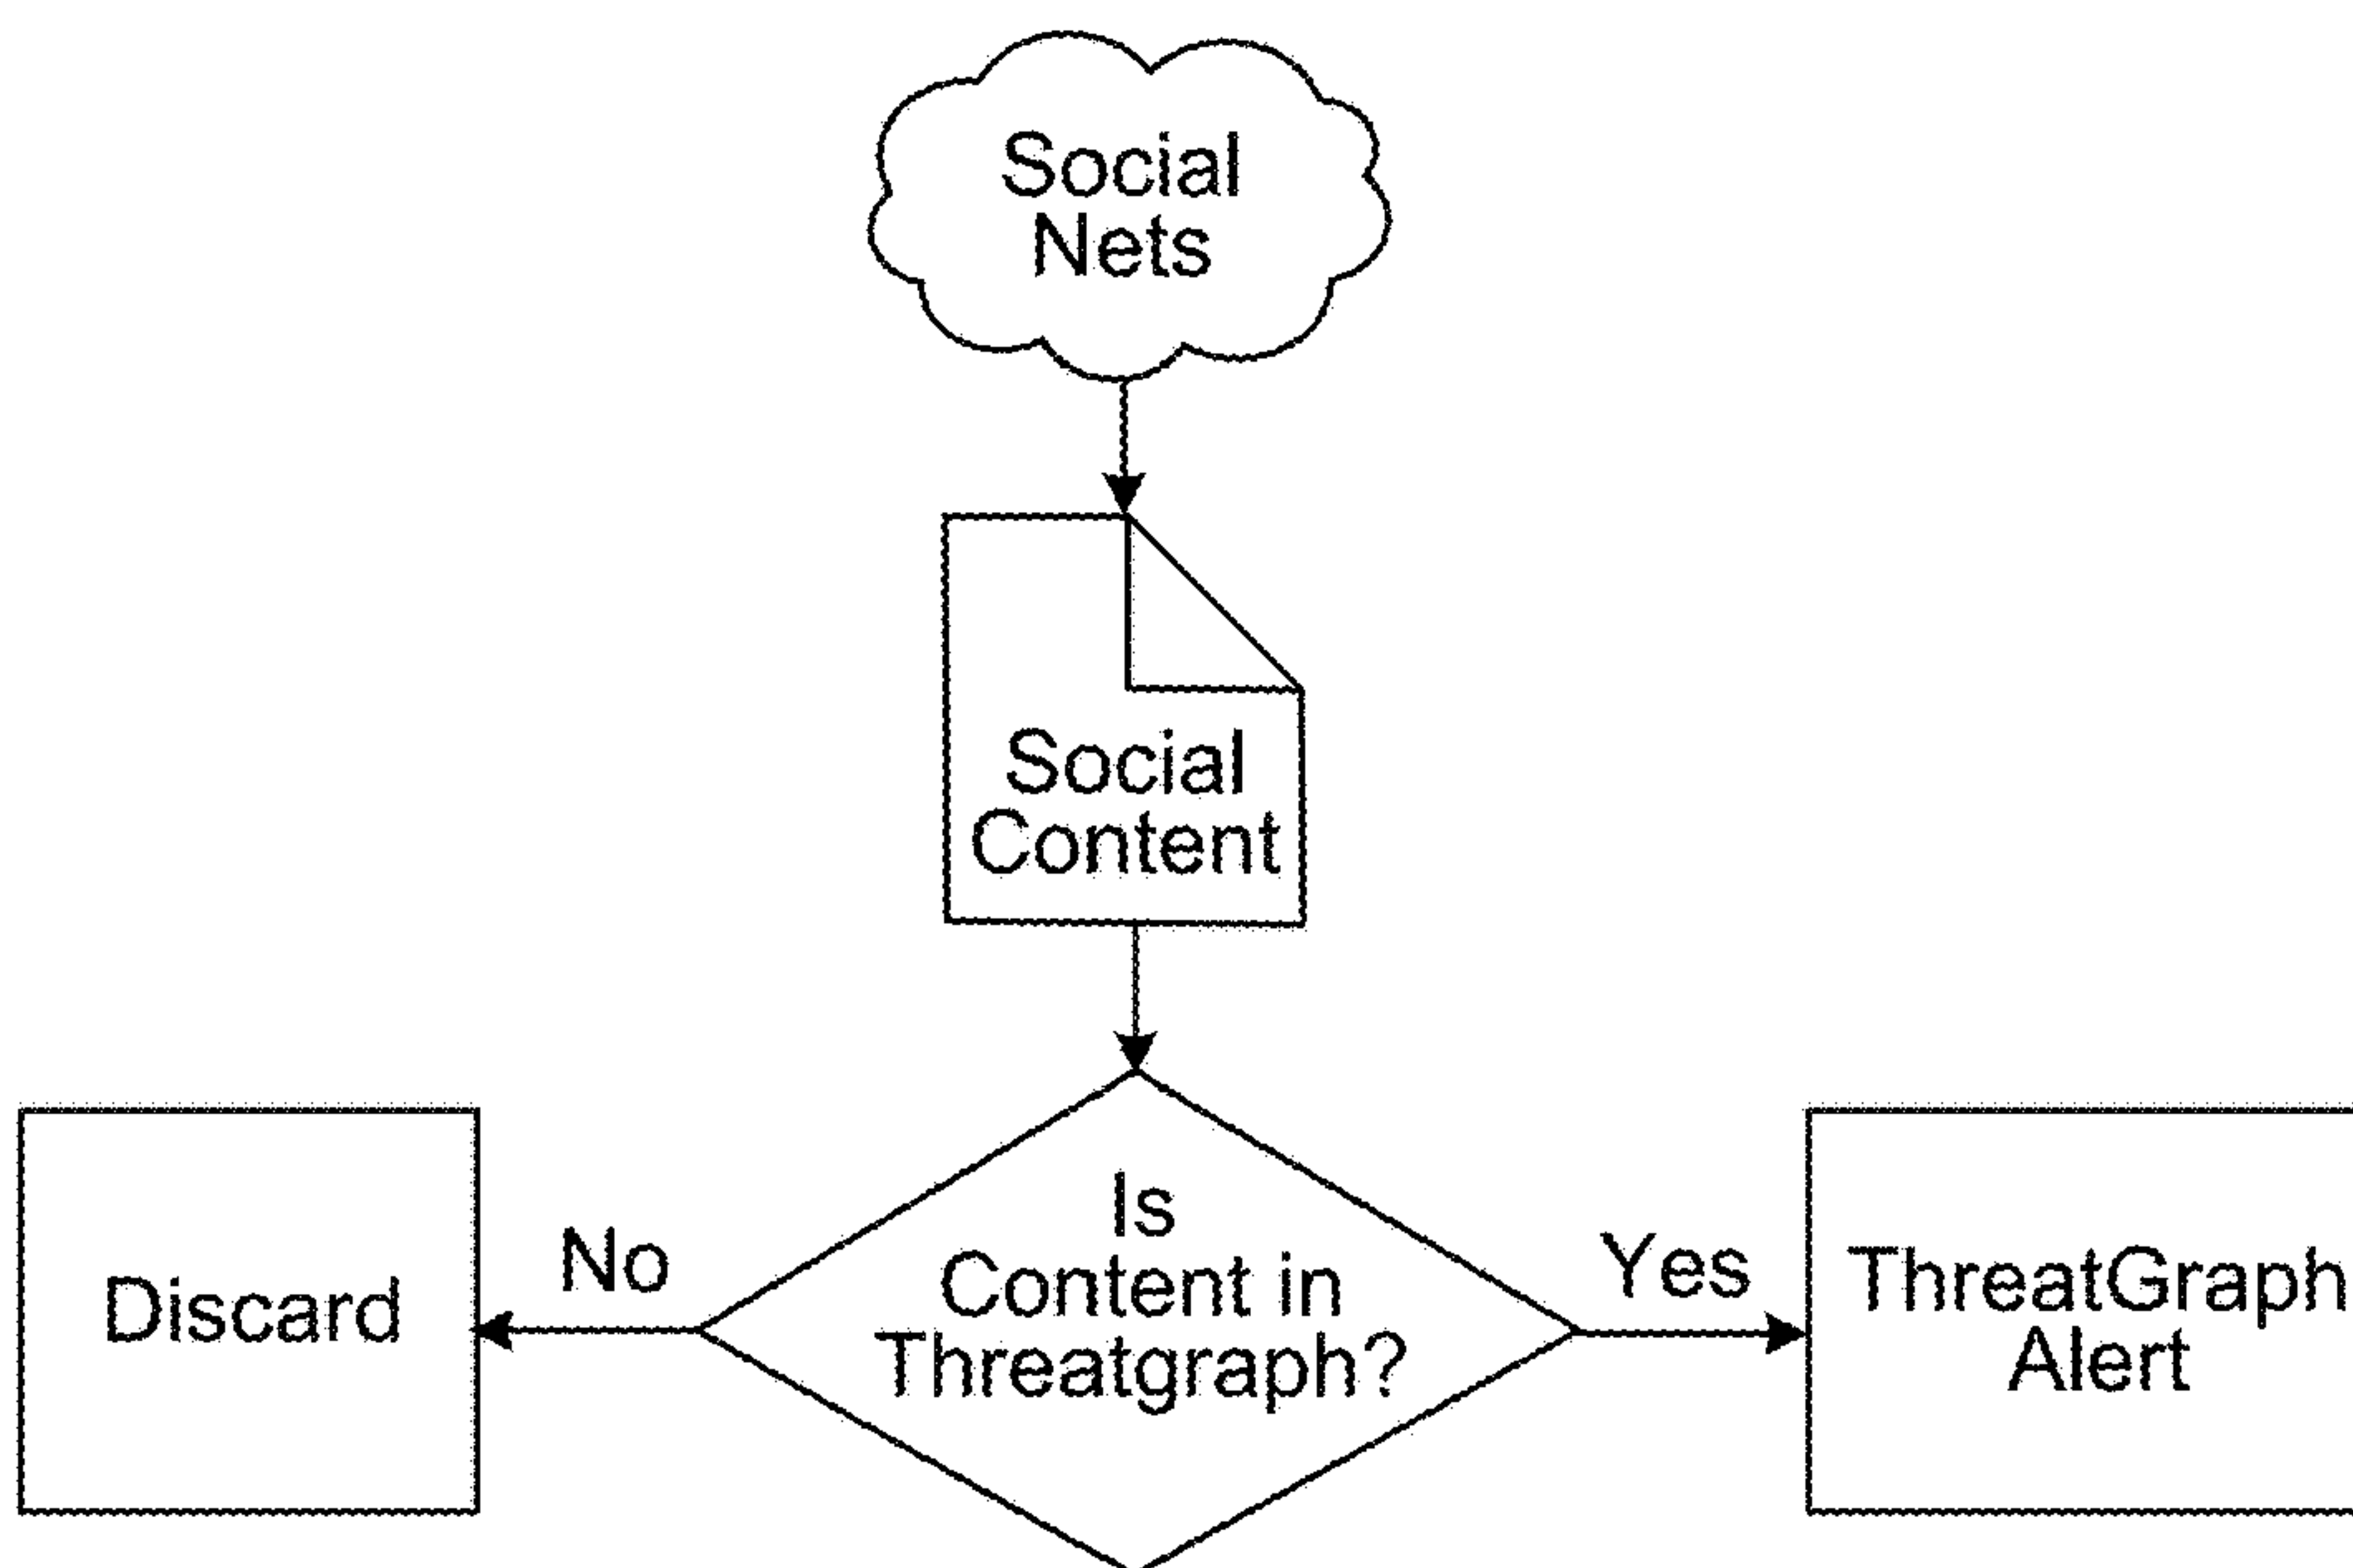 Social
Nets
Social
Content
Is
Content in
Threatgraph?
No
Discard
Yes
ThreatGraph
Alert